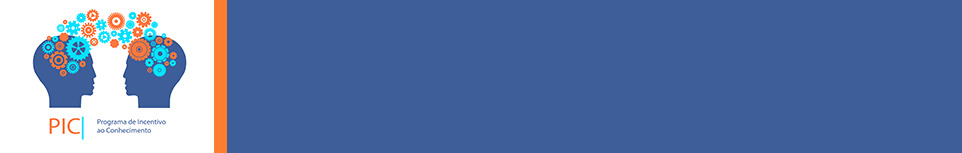 PIC
Programa de Incentivo
ao Conhecimento